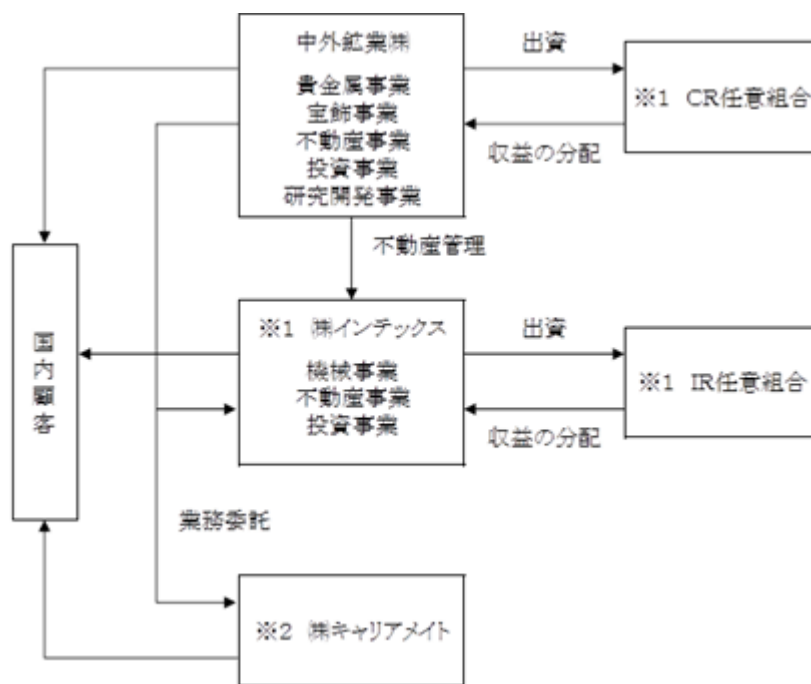 中外鉱業㈱
貴金属事業
宝飾事業
不動産事業
投資事業
研究開発事業
出資
※1 CR任意組合
収益の分配
不動産管理
国内顧客
※1 ㈱インテックス
機械事業
不動産事業
投資事業
出資
※1 IR任意組合
収益の分配
業務委託
※2 ㈱キャリアメイト